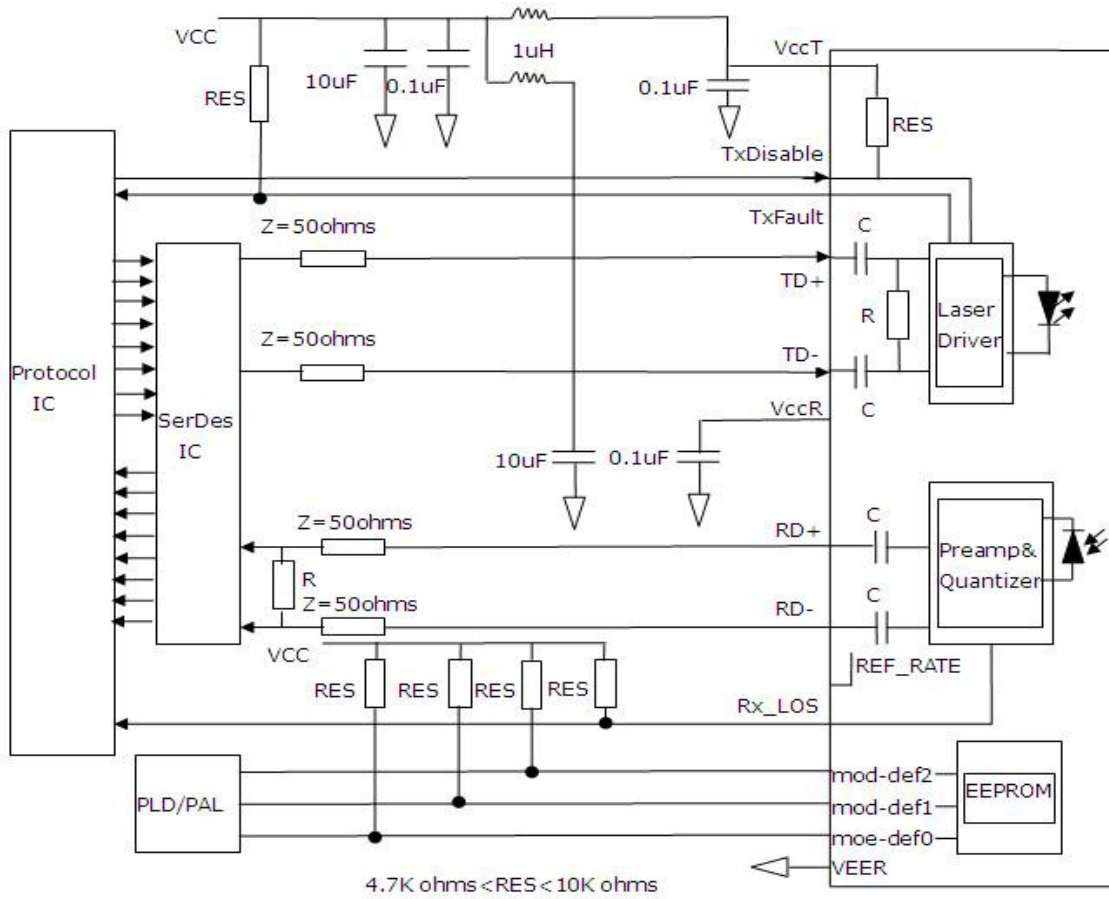 VCC
1uH
VccT
10uF
0.1uF
0.1uF
RES
RES
TxDisable
TxFault
Z=50ohms
C
TD+
R
Laser
Driver
Z=50ohms
TD-
C
Protocol
IC
SerDes
IC
VccR
10uF
0.1uF
Z=50ohms
RD+
C
Preamp&
Quantizer
R
Z=50ohms
RD-
C
VCC
REF_RATE
RES
RES
RES
RES
Rx_LOS
PLD/PAL
mod-def2
EEPROM
mod-def1
moe-def0
VEER
4.7K ohms<RES<10K ohms